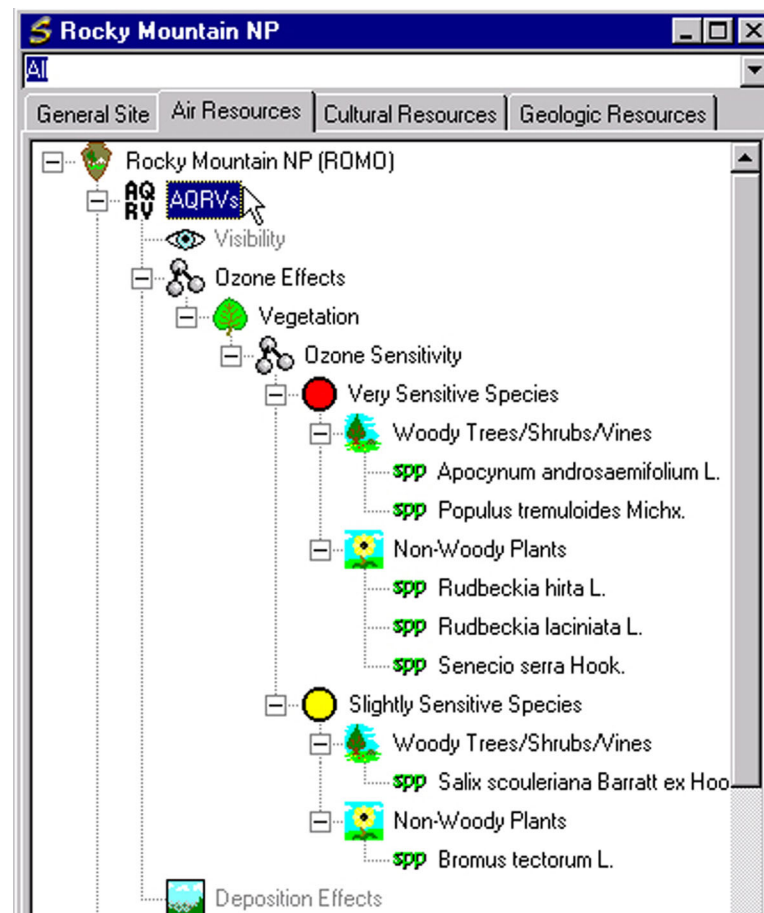 Rocky Mountain NP
All
General Site Air Resources Cultural Resources Geologic Resources
Rocky Mountain NP (ROMO)
AQ
RV AQRVs
Visibility
Ozone Effects
Vegetation
Ozone Sensitivity
Very Sensitive Species
Woody Trees/Shrubs/Vines
spp Apocynum androsaemifolium L.
spp Populus tremuloides Michx.
Non-Woody Plants
spp Rudbeckia hirta L.
spp Rudbeckia laciniata L.
spp Senecio serra Hook.
Slightly Sensitive Species
Woody Trees/Shrubs/Vines
spp Salix scouleriana Barratt ex Hoo
Non-Woody Plants
spp Bromus tectorum L.
Deposition Effects